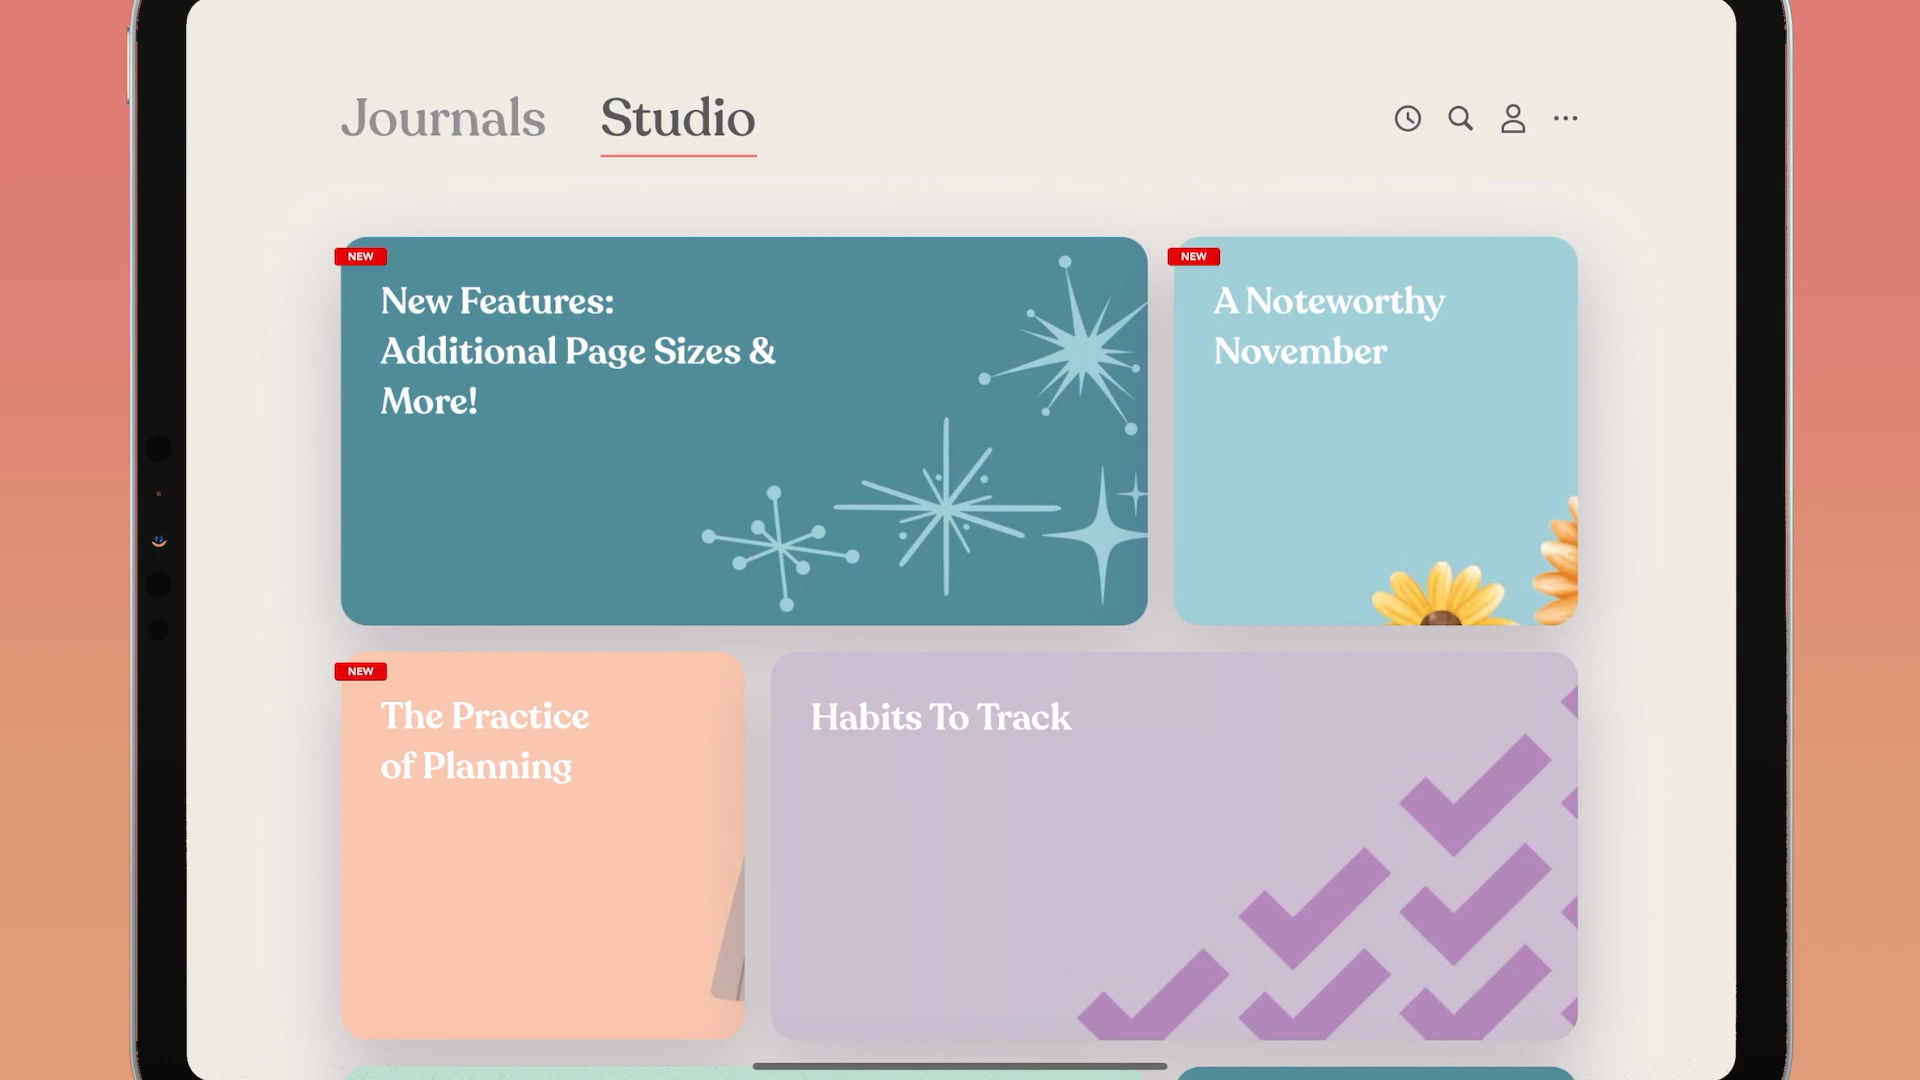 Journals Studio
NEW
New Features:
Additional Page Sizes &
More!
NEW
A Noteworthy
November
NEW
The Practice
of Planning
Habits To Track